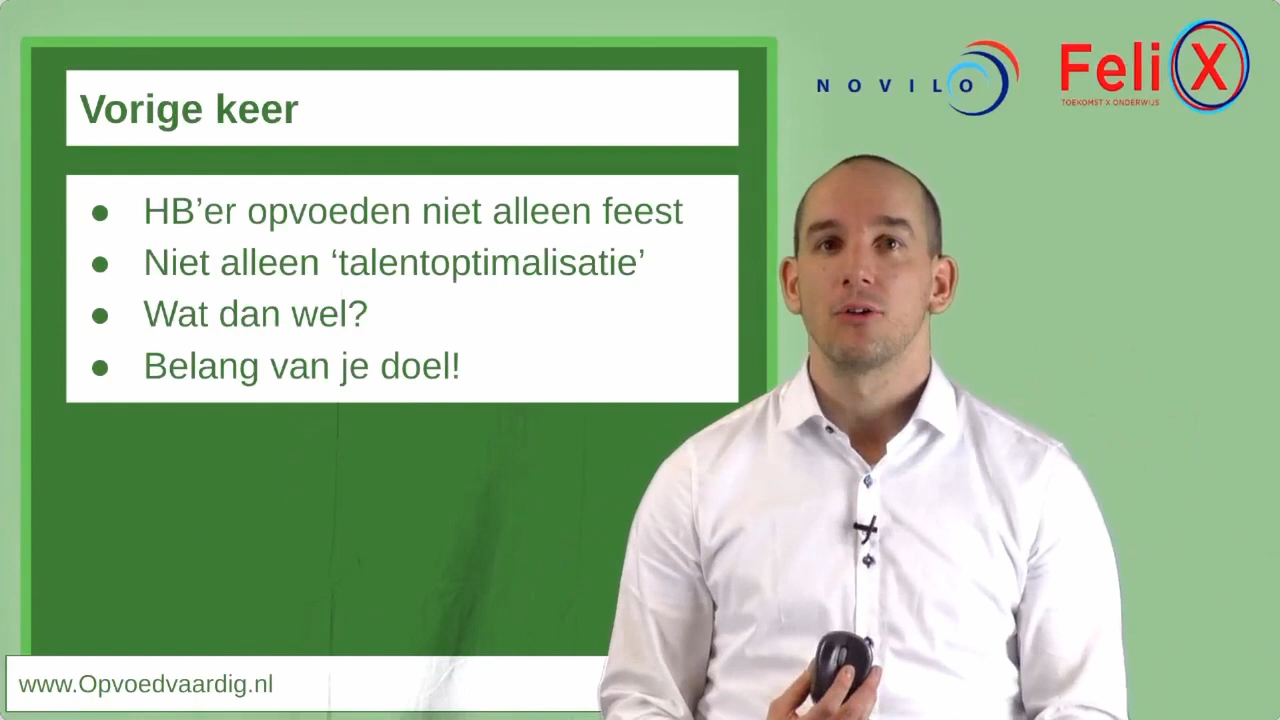 NOVILO
FeliX
TOEKOMST X ONDERWIJS
Vorige keer
● HB’er opvoeden niet alleen feest
● Niet alleen ‘talentoptimalisatie’
● Wat dan wel?
● Belang van je doel!
www.Opvoedvaardig.nl